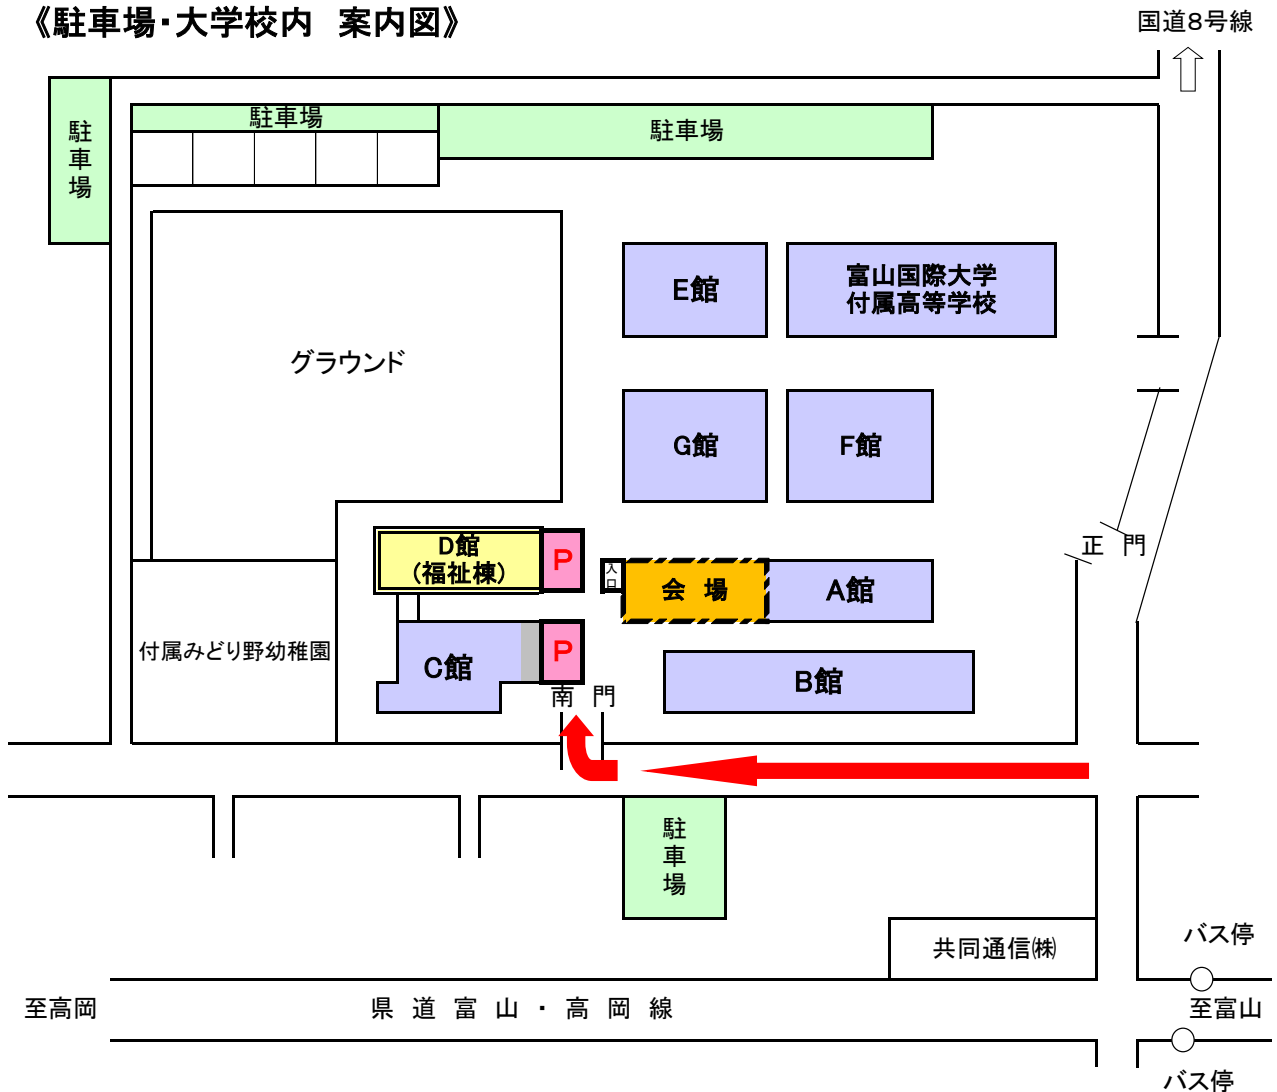 《駐車場・大学校内　案内図》
国道8号線
駐車場
駐車場
駐車場
E館
富山国際大学
付属高等学校
グラウンド
G館
F館
正　門
D館
(福祉棟)
P
入口
会　場
A館
付属みどり野幼稚園
C館
P
B館
南　門
駐車場
共同通信㈱
バス停
至高岡
県　道　富　山　・　高　岡　線
至富山
バス停